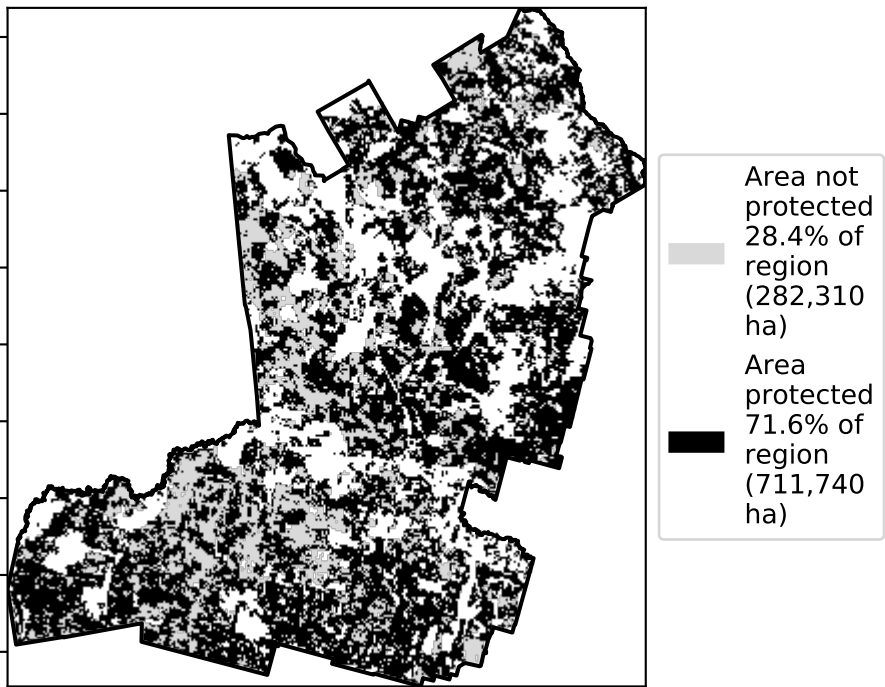 Area not
protected
28.4% of
region
(282,310
ha)
Area
protected
71.6% of
region
(711,740
ha)